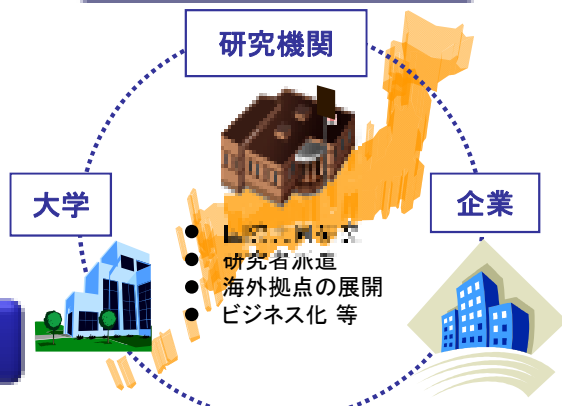 研究機関
大学
企業
研究者派遣
海外拠点の展開
ビジネス化 等